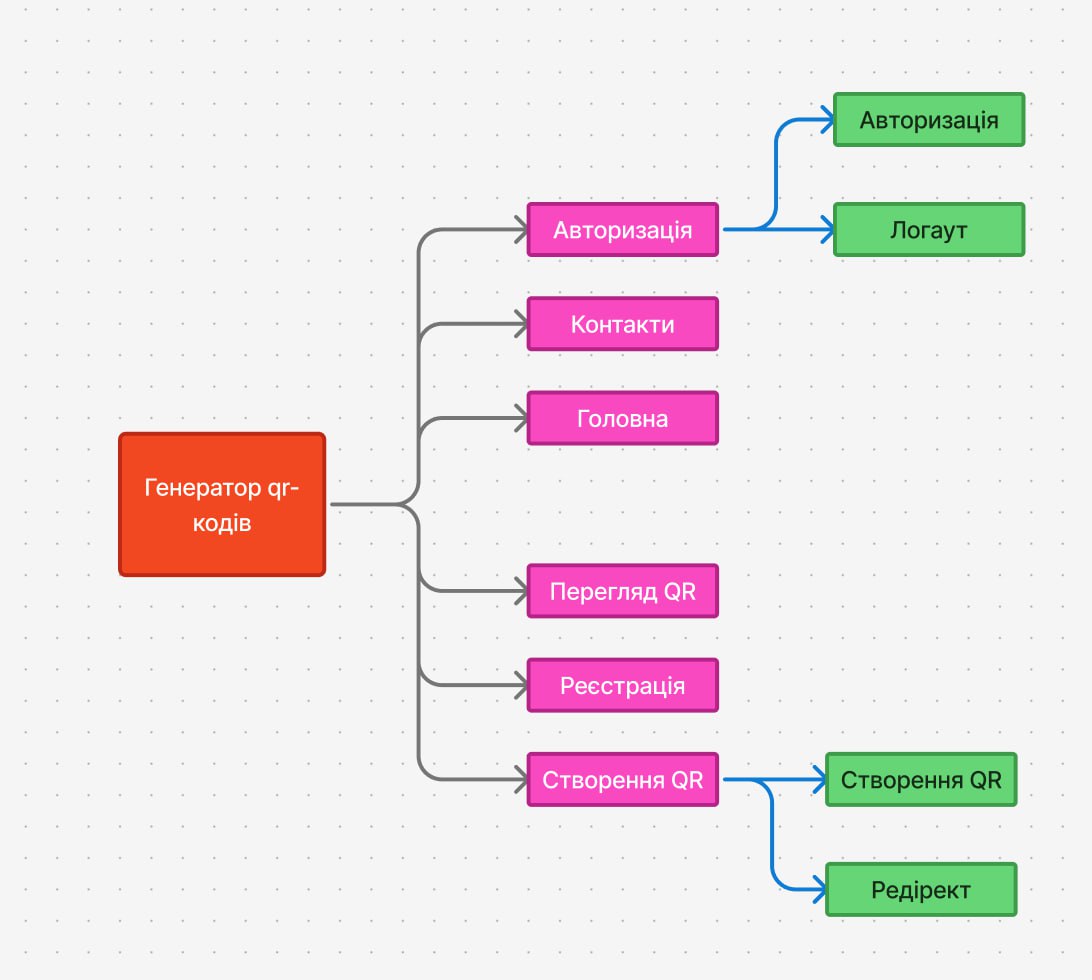 Авторизація
Авторизація
Логаут
Контакти
Головна
Генератор qr-
кодів
Перегляд QR
Реєстрація
Створення QR
Створення QR
Редірект